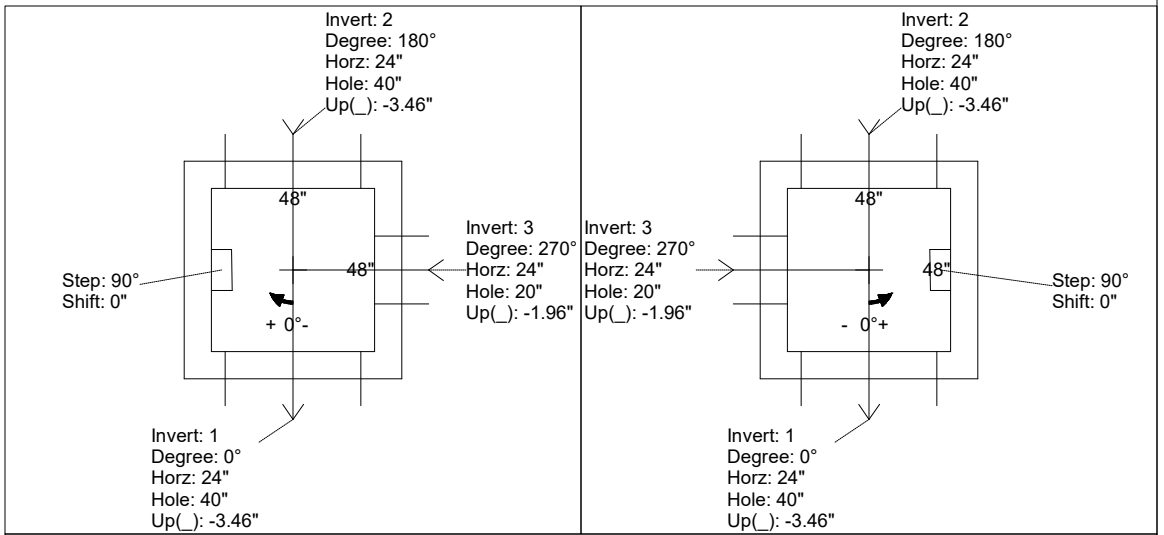 Invert: 2
Degree: 180°
Horz: 24"
Hole: 40"
Up(_): -3.46"
48"
48"
Invert: 3
Degree: 270°
Horz: 24"
Hole: 20"
Up(_): -1.96"
Step: 90°
Shift: 0"
+ 0°-
Invert: 1
Degree: 0°
Horz: 24"
Hole: 40"
Up(_): -3.46"
Invert: 2
Degree: 180°
Horz: 24"
Hole: 40"
Up(_): -3.46"
48"
Invert: 3
Degree: 270°
Horz: 24"
Hole: 20"
Up(_): -1.96"
48"
Step: 90°
Shift: 0"
- 0°+
Invert: 1
Degree: 0°
Horz: 24"
Hole: 40"
Up(_): -3.46"